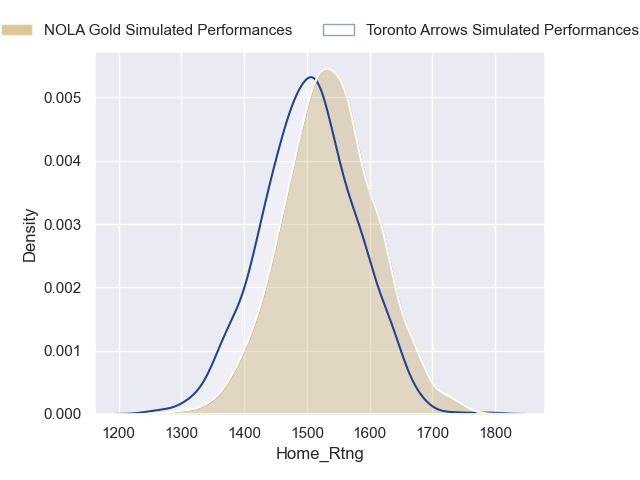 NOLA Gold Simulated Performances Toronto Arrows Simulated Performances
0.005
0.004
0.003
0.002
0.001
0.000
Density
1200 1300 1400 1500 1600 1700 1800
Home_Rtng